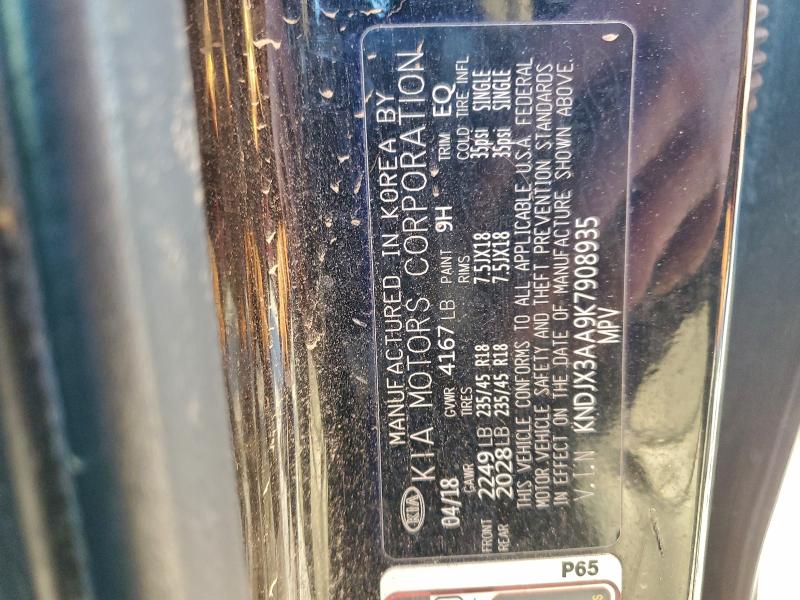 MANUFACTURED IN KOREA BY
KIA KIA MOTORS CORPORATION
04/18 GVWR 4167 LB PAINT 9H TRIM EQ
GAWR TIRES RIMS COLD TIRE INFL
FRONT 2249 LB 235/45 R18 7.5JX18 35psi SINGLE
REAR 2028 LB 235/45 R18 7.5JX18 35psi SINGLE
THIS VEHICLE CONFORMS TO ALL APPLICABLE U.S.A. FEDERAL
MOTOR VEHICLE SAFETY AND THEFT PREVENTION STANDARDS
IN EFFECT ON THE DATE OF MANUFACTURE SHOWN ABOVE.
V.I.N KNDJX3AA9K7908935
MPV
P65